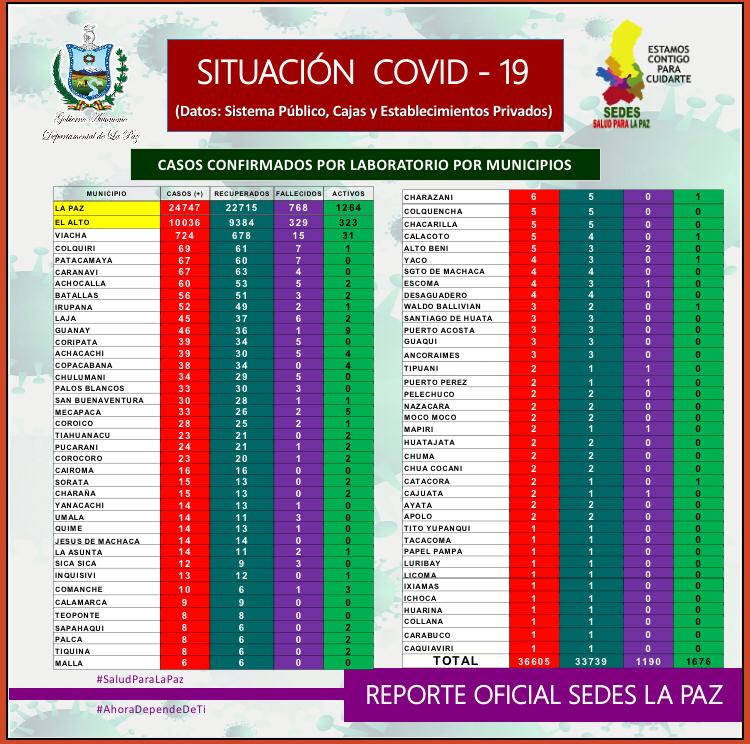 Gobierno Autónomo
Departamental de La Paz
SITUACIÓN COVID - 19
(Datos: Sistema Público, Cajas y Establecimientos Privados)
ESTAMOS
CONTIGO
PARA
CUIDARTE
SEDES
SALUD PARA LA PAZ
CASOS CONFIRMADOS POR LABORATORIO POR MUNICIPIOS
MUNICIPIO CASOS (+) RECUPERADOS FALLECIDOS ACTIVOS
LA PAZ 24747 22715 768 1264
EL ALTO 10036 9384 329 323
VIACHA 724 678 15 31
COLQUIRI 69 61 7 1
PATACAMAYA 67 60 7 0
CARANAVI 67 63 4 0
ACHOCALLA 60 53 5 2
BATALLAS 56 51 3 2
IRUPANA 52 49 2 1
LAJA 45 37 6 2
GUANAY 46 36 1 9
CORIPATA 39 34 5 0
ACHACACHI 39 30 5 4
COPACABANA 38 34 0 4
CHULUMANI 34 29 5 0
PALOS BLANCOS 33 30 3 0
SAN BUENAVENTURA 30 28 1 1
MECAPACA 33 26 2 5
COROICO 28 25 2 1
TIAHUANACU 23 21 0 2
PUCARANI 24 21 1 2
COROCORO 23 20 1 2
CAIROMA 16 16 0 0
SORATA 15 13 0 2
CHARAÑA 15 13 0 2
YANACACHI 14 13 1 0
UMALA 14 11 3 0
QUIME 14 13 1 0
JESUS DE MACHACA 14 14 0 0
LA ASUNTA 14 11 2 1
SICA SICA 12 9 3 0
INQUISIVI 13 12 0 1
COMANCHE 10 6 1 3
CALAMARCA 9 9 0 0
TEOPONTE 8 8 0 0
SAPAHAQUI 8 6 0 2
PALCA 8 6 0 2
TIQUINA 8 6 0 2
MALLA 6 6 0 0
CHARAZANI 6 5 0 1
COLQUENCHA 5 5 0 0
CHACARILLA 5 5 0 0
CALACOTO 5 4 0 1
ALTO BENI 5 3 2 0
YACO 4 3 0 1
SGTO DE MACHACA 4 4 0 0
ESCOMA 4 3 1 0
DESAGUADERO 4 4 0 0
WALDO BALLIVIAN 3 2 0 1
SANTIAGO DE HUATA 3 3 0 0
PUERTO ACOSTA 3 3 0 0
GUAQUI 3 3 0 0
ANCORAIMES 3 3 0 0
TIPUANI 2 1 1 0
PUERTO PEREZ 2 1 1 0
PELECHUCO 2 2 0 0
NAZACARA 2 2 0 0
MOCO MOCO 2 2 0 0
MAPIRI 2 1 1 0
HUATAJATA 2 2 0 0
CHUMA 2 2 0 0
CHUA COCANI 2 2 0 0
CATACORA 2 1 0 1
CAJUATA 2 1 1 0
AYATA 2 2 0 0
APOLO 2 2 0 0
TITO YUPANQUI 1 1 0 0
TACACOMA 1 1 0 0
PAPEL PAMPA 1 1 0 0
LURIBAY 1 1 0 0
LICOMA 1 1 0 0
IXIAMAS 1 1 0 0
ICHOCA 1 1 0 0
HUARINA 1 1 0 0
COLLANA 1 1 0 0
CARABUCO 1 1 0 0
CAQUIAVIRI 1 1 0 0
TOTAL 36605 33739 1190 1676
#SaludParaLaPaz
#AhoraDependeDeTi
REPORTE OFICIAL SEDES LA PAZ